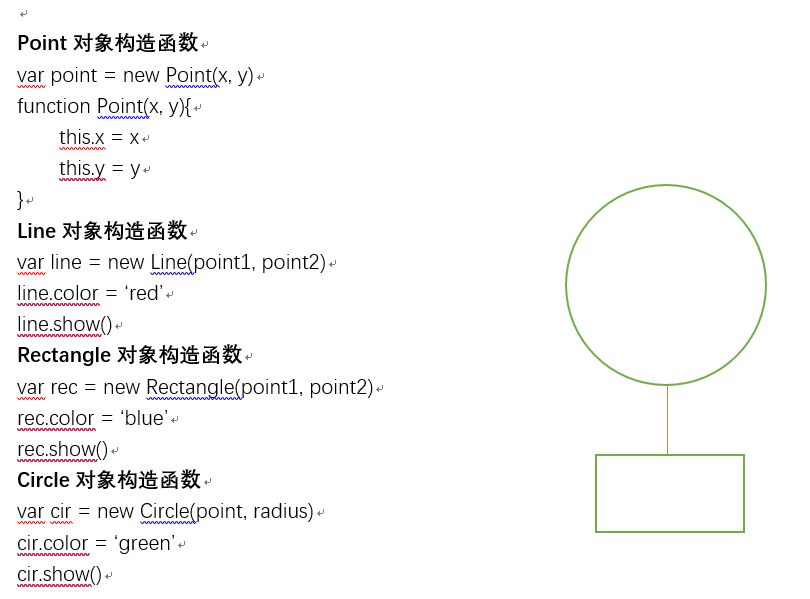 Point 对象构造函数
var point = new Point(x, y)
function Point(x, y){
this.x = x
this.y = y
}
Line 对象构造函数
var line = new Line(point1, point2)
line.color = ‘red’
line.show()
Rectangle 对象构造函数
var rec = new Rectangle(point1, point2)
rec.color = ‘blue’
rec.show()
Circle 对象构造函数
var cir = new Circle(point, radius)
cir.color = ‘green’
cir.show()